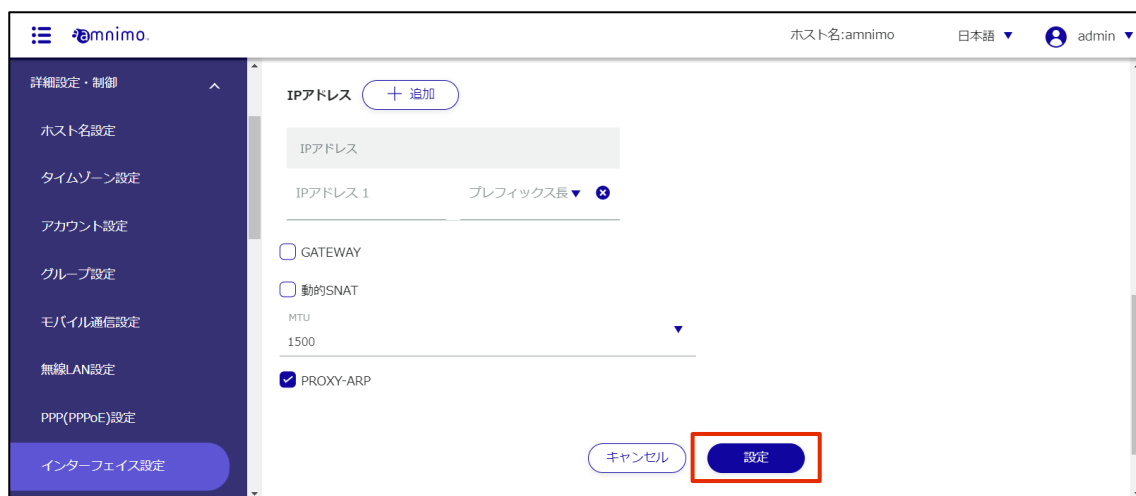 amnimo.
ホスト名:amnimo
日本語
admin
詳細設定・制御
ホスト名設定
タイムゾーン設定
アカウント設定
グループ設定
モバイル通信設定
無線LAN設定
PPP(PPPoE)設定
インターフェイス設定
IPアドレス
＋ 追加
IPアドレス
IPアドレス 1
プレフィックス長
GATEWAY
動的SNAT
MTU
1500
PROXY-ARP
キャンセル
設定